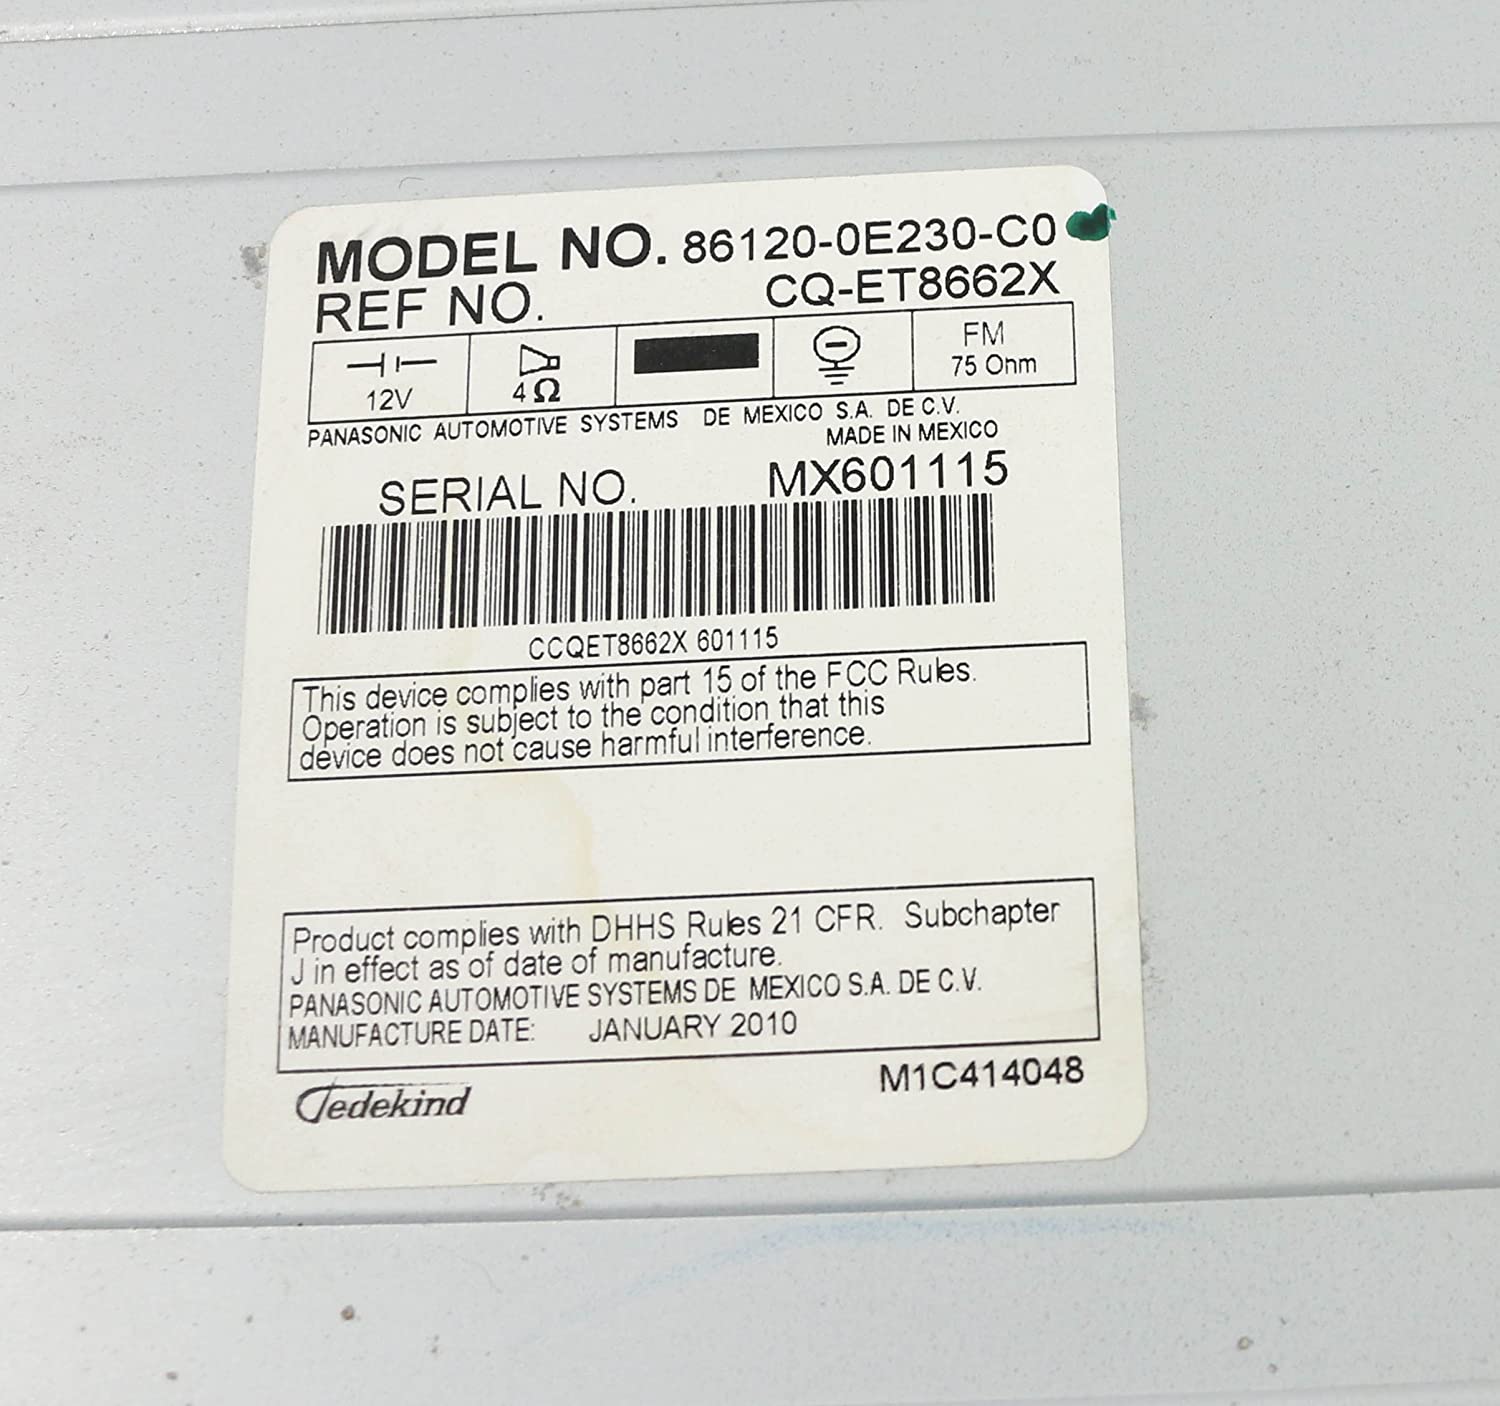 MODEL NO. 86120-0E230-C0
REF NO. CQ-ET8662X
12V
4Ω
FM
75 Ohm
PANASONIC AUTOMOTIVE SYSTEMS DE MEXICO S.A. DE C.V.
MADE IN MEXICO
SERIAL NO. MX601115
CCQET8662X 601115
This device complies with part 15 of the FCC Rules.
Operation is subject to the condition that this
device does not cause harmful interference.
Product complies with DHHS Rules 21 CFR. Subchapter
J in effect as of date of manufacture.
PANASONIC AUTOMOTIVE SYSTEMS DE MEXICO S.A. DE C.V.
MANUFACTURE DATE: JANUARY 2010
M1C414048
Jedekind